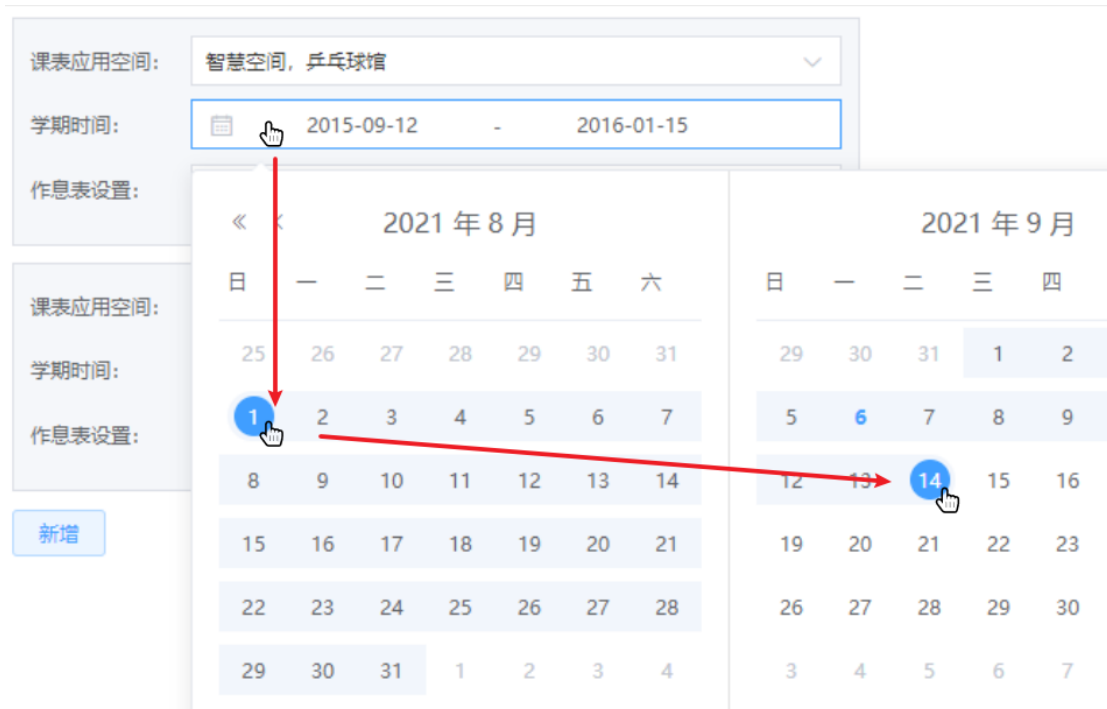 课表应用空间: 智慧空间, 乒乓球馆
学期时间: 2015-09-12 - 2016-01-15
作息表设置:
« < 2021 年 8 月
日 一 二 三 四 五 六
25 26 27 28 29 30 31
1 2 3 4 5 6 7
8 9 10 11 12 13 14
15 16 17 18 19 20 21
22 23 24 25 26 27 28
29 30 31 1 2 3 4
2021 年 9 月
日 一 二 三 四
29 30 31 1 2
5 6 7 8 9
12 13 14 15 16
19 20 21 22 23
26 27 28 29 30
3 4 5 6 7
课表应用空间:
学期时间:
作息表设置:
新增